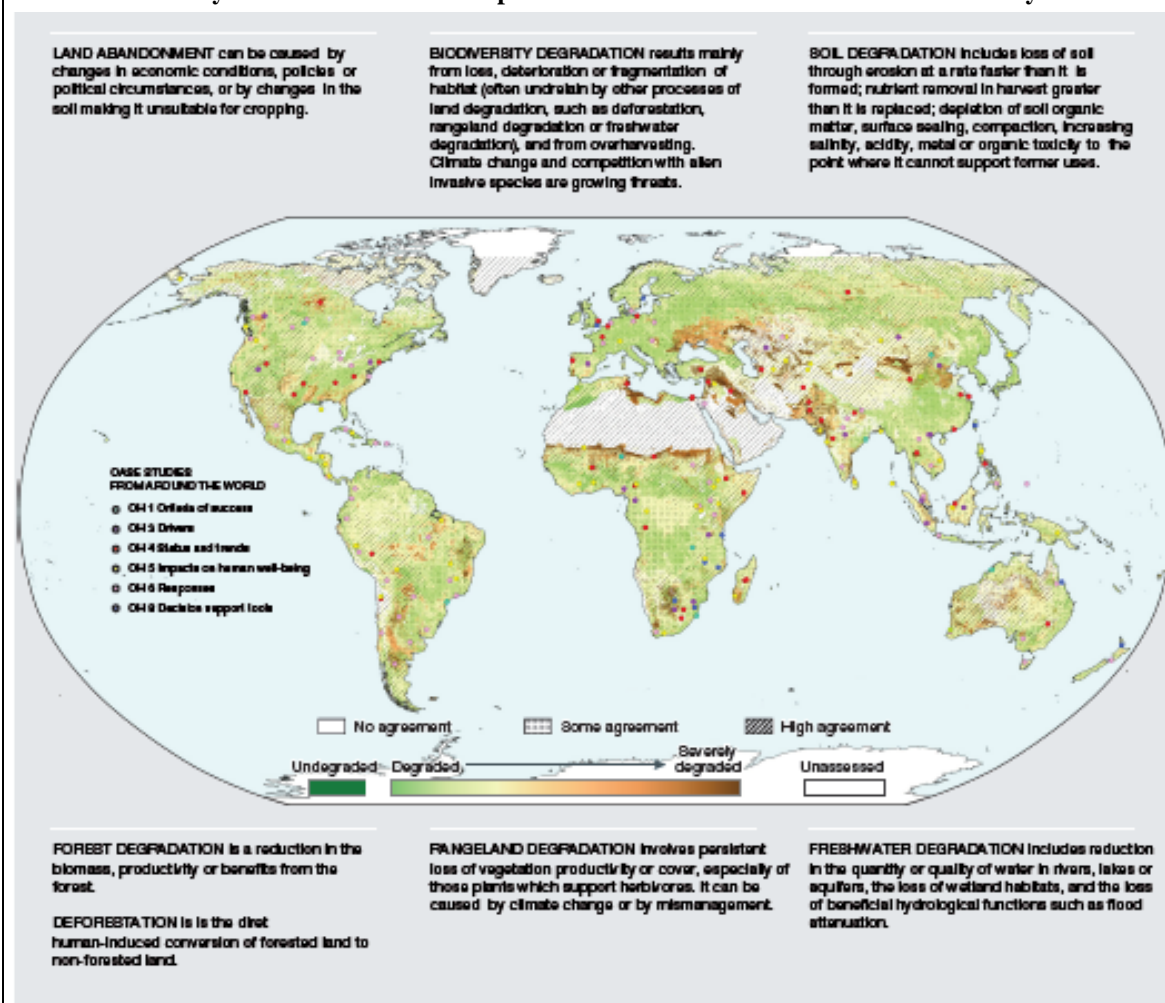 LAND ABANDONMENT can be caused by
changes in economic conditions, policies or
political circumstances, or by changes in the
soil making it unsuitable for cropping.
BIODIVERSITY DEGRADATION results mainly
from loss, deterioration or fragmentation of
habitat (often undrelain by other processes of
land degradation, such as deforestation,
rangeland degradation or freshwater
degradation), and from overharvesting.
Climate change and competition with alien
invasive species are growing threats.
SOIL DEGRADATION includes loss of soil
through erosion at a rate faster than it is
formed; nutrient removal in harvest greater
than it is replaced; depletion of soil organic
matter, surface sealing, compaction, increasing
salinity, acidity, metal or organic toxicity to the
point where it cannot support former uses.
CASE STUDIES
FROM AROUND THE WORLD
CH 1 Criteria of success
CH 3 Drivers
CH 4 Status and trends
CH 5 Impacts on human well-being
CH 6 Responses
CH 8 Decision support tools
No agreement
Some agreement
High agreement
Undegraded
Degraded
Severely
degraded
Unassessed
FOREST DEGRADATION is a reduction in the
biomass, productivity or benefits from the
forest.
DEFORESTATION is is the diret
human-induced conversion of forested land to
non-forested land.
RANGELAND DEGRADATION involves persistent
loss of vegetation productivity or cover, especially of
those plants which support herbivores. It can be
caused by climate change or by mismanagement.
FRESHWATER DEGRADATION includes reduction
in the quantity or quality of water in rivers, lakes or
aquifers, the loss of wetland habitats, and the loss
of beneficial hydrological functions such as flood
attenuation.